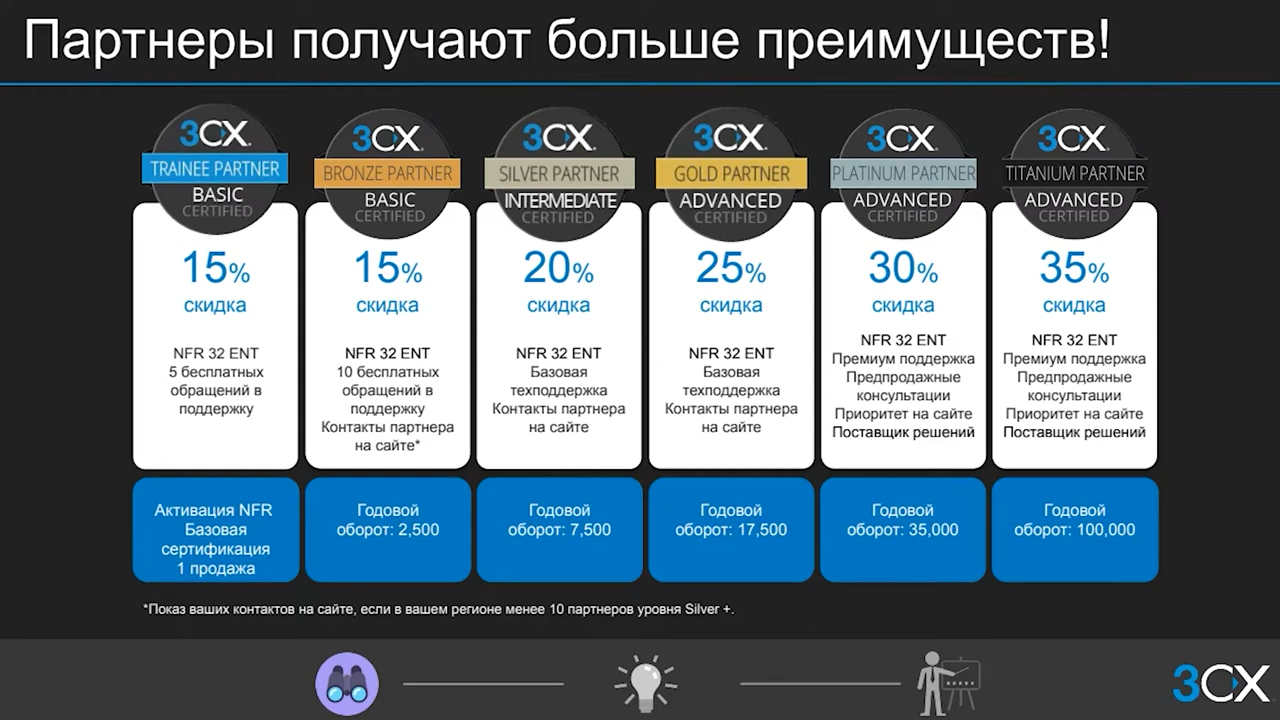 Партнеры получают больше преимуществ!
3CX
TRAINEE PARTNER
BASIC
CERTIFIED
15%
скидка
NFR 32 ENT
5 бесплатных
обращений в
поддержку
Активация NFR
Базовая
сертификация
1 продажа
3CX
BRONZE PARTNER
BASIC
CERTIFIED
15%
скидка
NFR 32 ENT
10 бесплатных
обращений в
поддержку
Контакты партнера
на сайте*
Годовой
оборот: 2,500
3CX
SILVER PARTNER
INTERMEDIATE
CERTIFIED
20%
скидка
NFR 32 ENT
Базовая
техподдержка
Контакты партнера
на сайте
Годовой
оборот: 7,500
3CX
GOLD PARTNER
ADVANCED
CERTIFIED
25%
скидка
NFR 32 ENT
Базовая
техподдержка
Контакты партнера
на сайте
Годовой
оборот: 17,500
3CX
PLATINUM PARTNER
ADVANCED
CERTIFIED
30%
скидка
NFR 32 ENT
Премиум поддержка
Предпродажные
консультации
Приоритет на сайте
Поставщик решений
Годовой
оборот: 35,000
3CX
TITANIUM PARTNER
ADVANCED
CERTIFIED
35%
скидка
NFR 32 ENT
Премиум поддержка
Предпродажные
консультации
Приоритет на сайте
Поставщик решений
Годовой
оборот: 100,000
*Показ ваших контактов на сайте, если в вашем регионе менее 10 партнеров уровня Silver +.
3CX